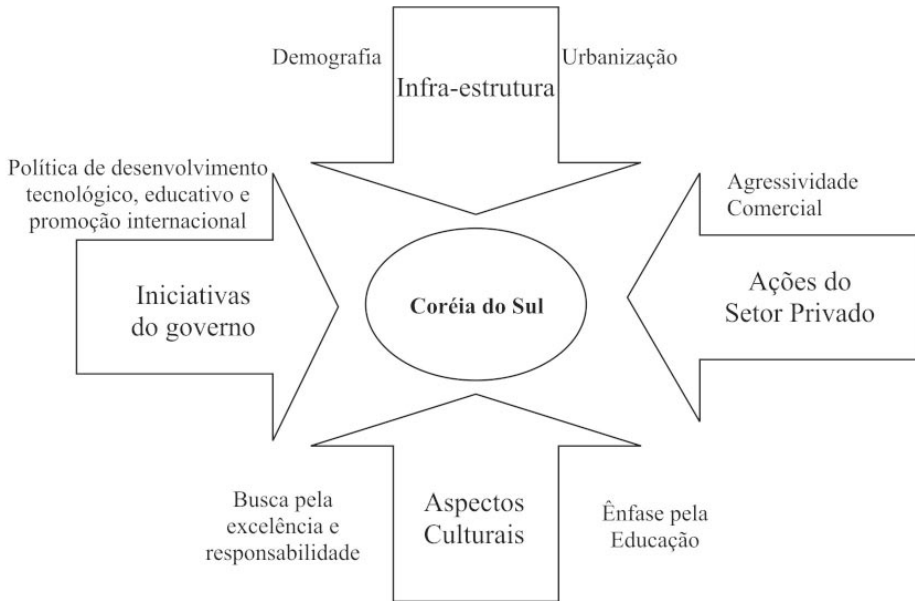 Demografia
Urbanização
Infra-estrutura
Política de desenvolvimento
tecnológico, educativo e
promoção internacional
Agressividade
Comercial
Iniciativas
do governo
Coréia do Sul
Ações do
Setor Privado
Busca pela
excelência e
responsabilidade
Aspectos
Culturais
Ênfase pela
Educação